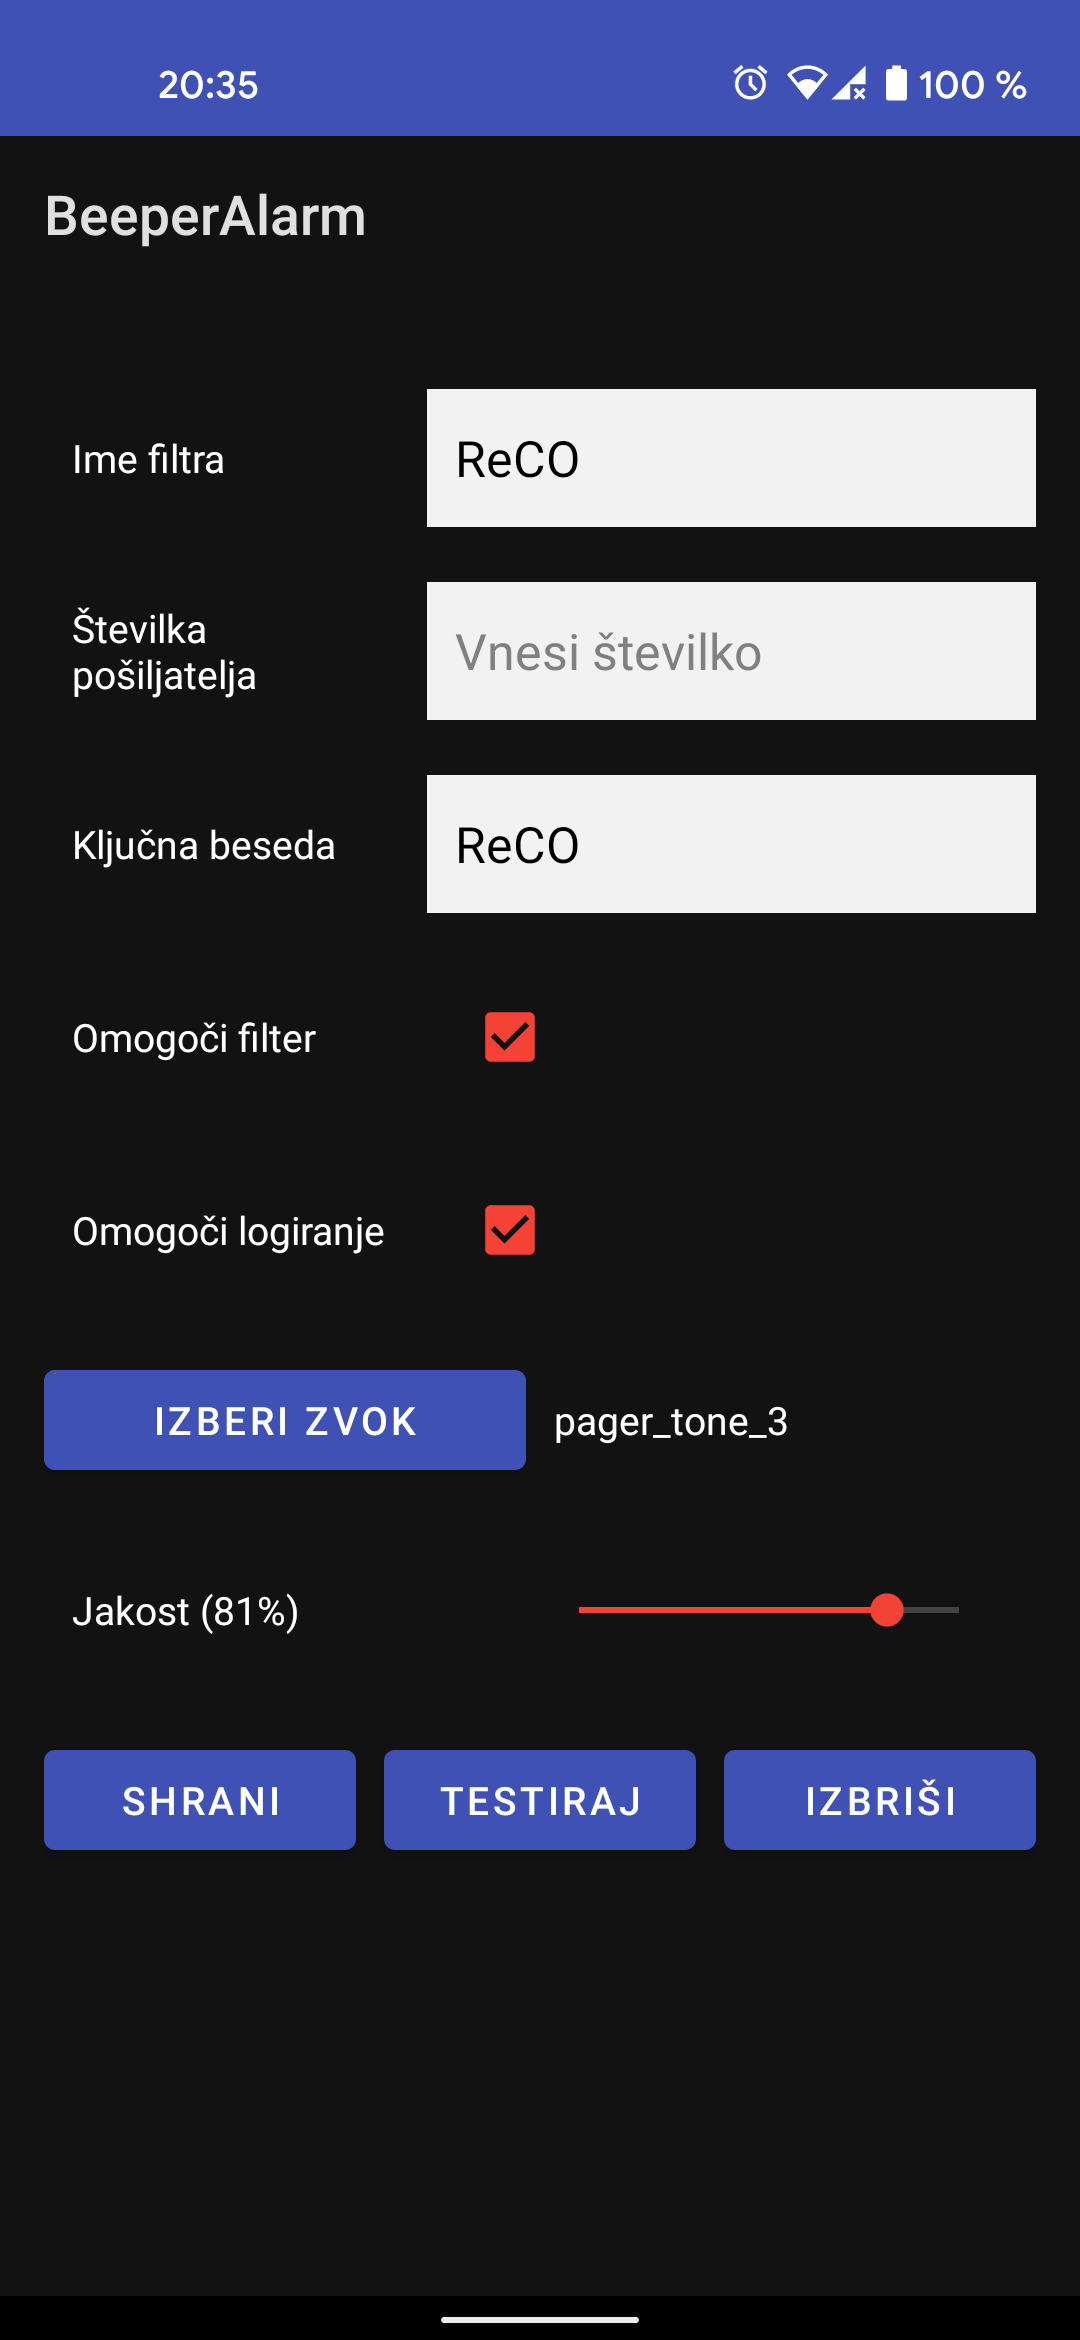 20:35
100 %
BeeperAlarm
Ime filtra
ReCO
Številka
pošiljatelja
Vnesi številko
Ključna beseda
ReCO
Omogoči filter
Omogoči logiranje
IZBERI ZVOK
pager_tone_3
Jakost (81%)
SHRANI
TESTIRAJ
IZBRIŠI